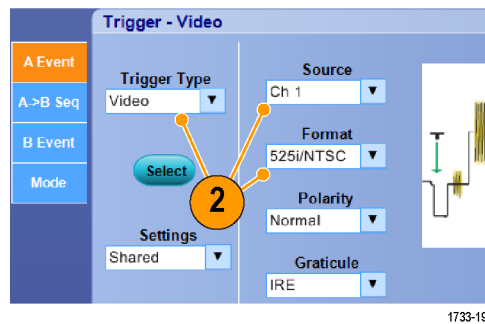 Trigger - Video
A Event
A->B Seq
B Event
Mode
Trigger Type
Video
Select
Settings
Shared
2
Source
Ch 1
Format
525i/NTSC
Polarity
Normal
Graticule
IRE
T
1733-19